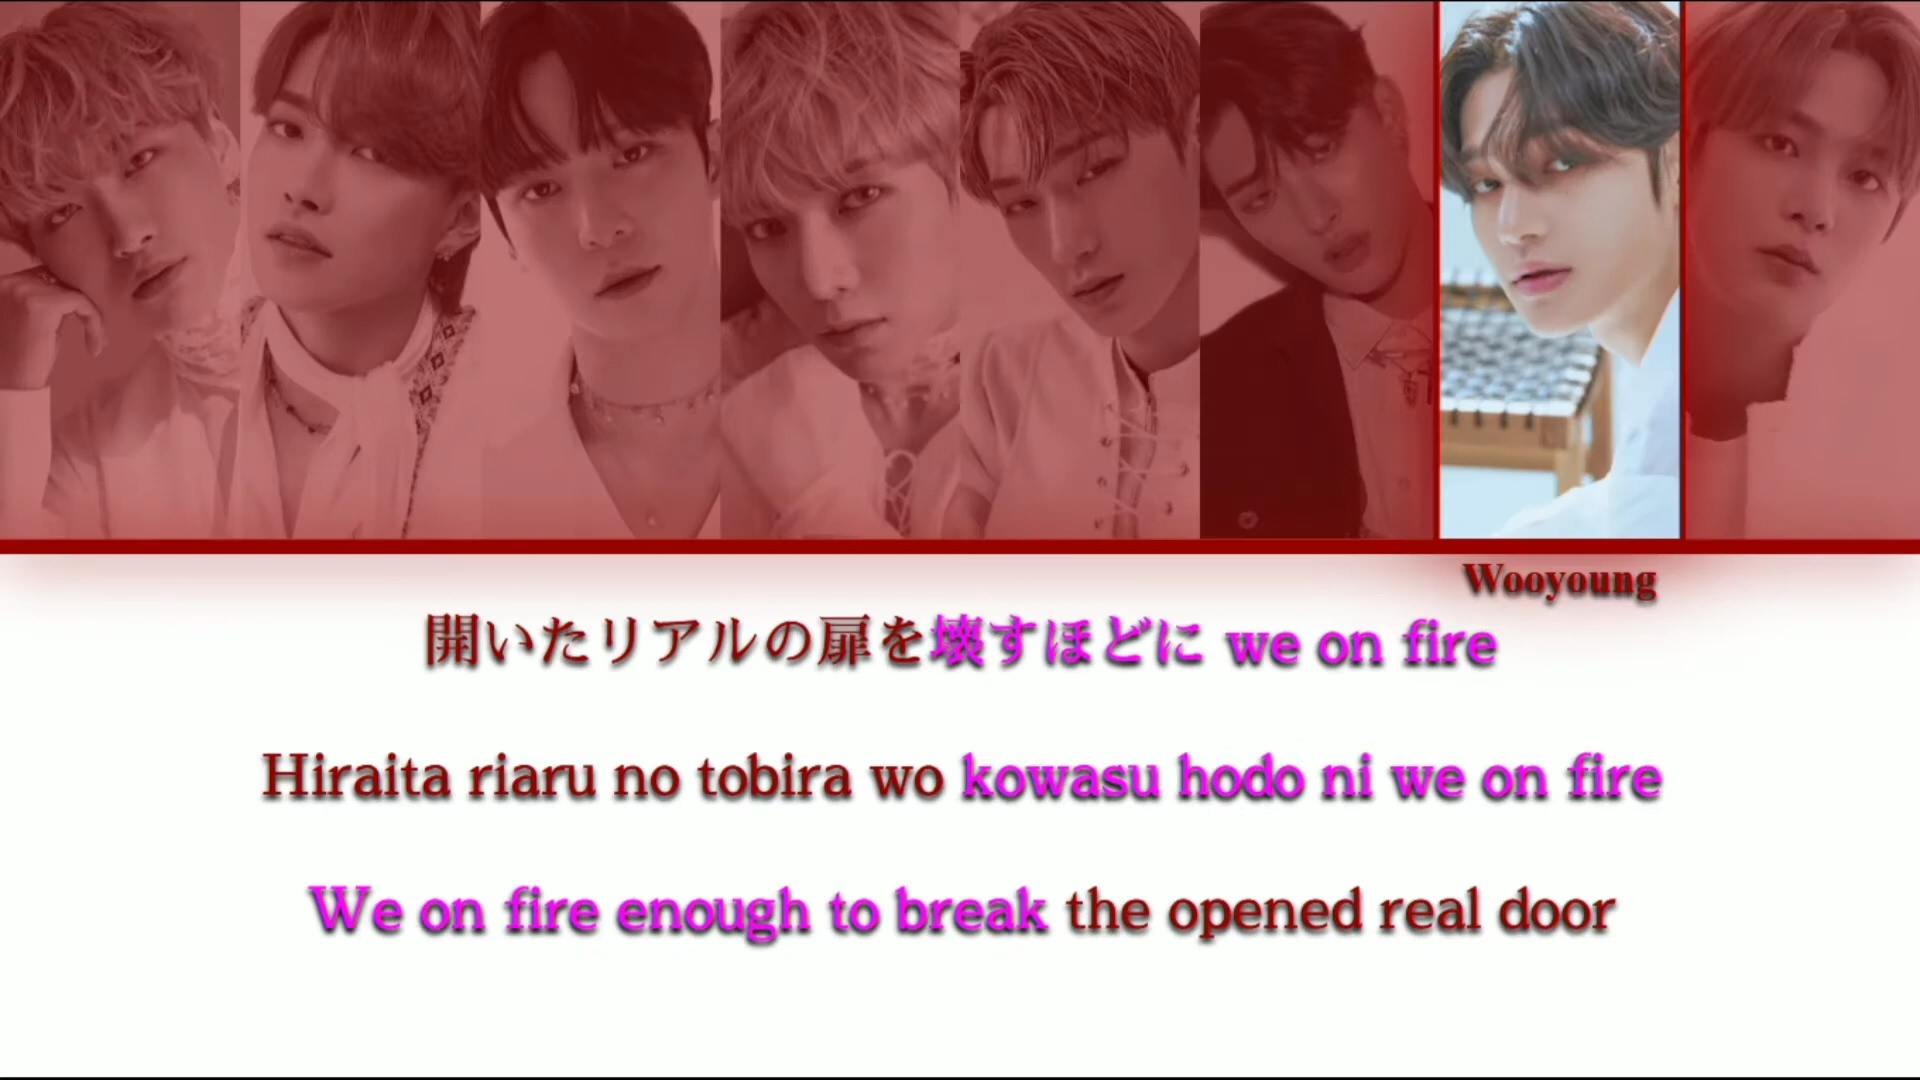 Wooyoung
開いたリアルの扉を壊すほどに we on fire
Hiraita riaru no tobira wo kowasu hodo ni we on fire
We on fire enough to break the opened real door